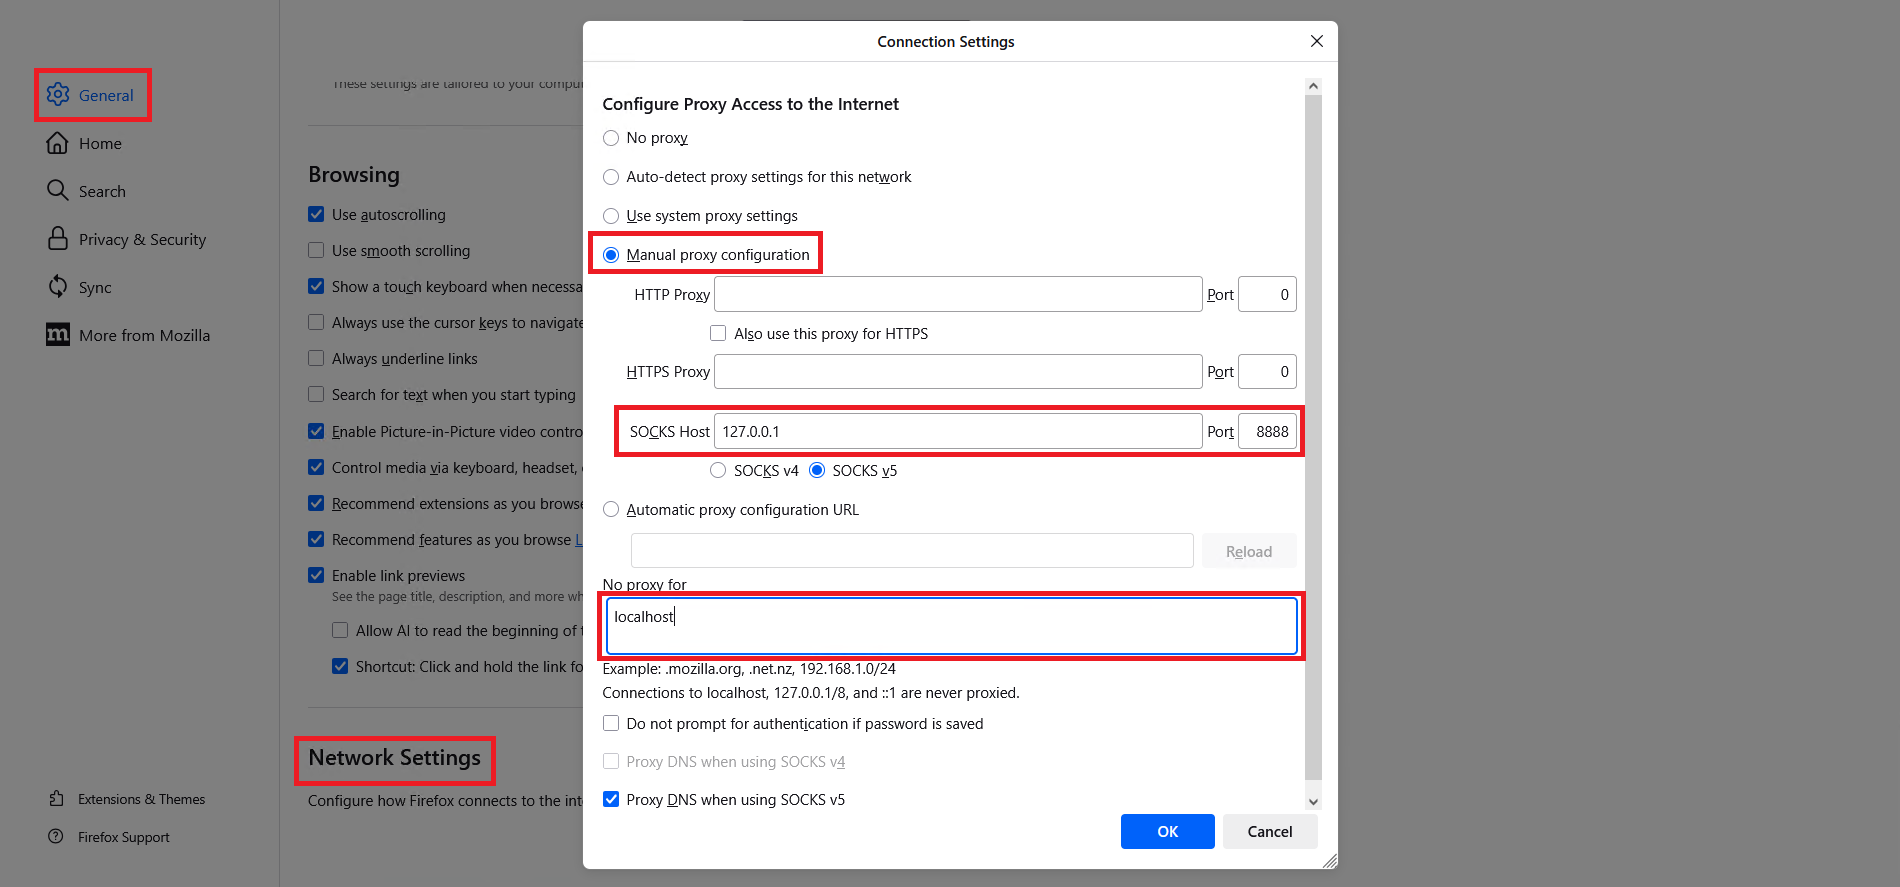 General
Home
Search
Privacy & Security
Sync
More from Mozilla
Extensions & Themes
Firefox Support
These settings are tailored to your compu
Browsing
Use autoscrolling
Use smooth scrolling
Show a touch keyboard when necessa
Always use the cursor keys to navigate
Always underline links
Search for text when you start typing
Enable Picture-in-Picture video contro
Control media via keyboard, headset,
Recommend extensions as you browse
Recommend features as you browse L
Enable link previews
See the page title, description, and more wh
Allow AI to read the beginning of t
Shortcut: Click and hold the link fo
Network Settings
Configure how Firefox connects to the int
Connection Settings
Configure Proxy Access to the Internet
No proxy
Auto-detect proxy settings for this network
Use system proxy settings
Manual proxy configuration
HTTP Proxy Port 0
Also use this proxy for HTTPS
HTTPS Proxy Port 0
SOCKS Host 127.0.0.1 Port 8888
SOCKS v4 SOCKS v5
Automatic proxy configuration URL
Reload
No proxy for
localhost
Example: .mozilla.org, .net.nz, 192.168.1.0/24
Connections to localhost, 127.0.0.1/8, and ::1 are never proxied.
Do not prompt for authentication if password is saved
Proxy DNS when using SOCKS v4
Proxy DNS when using SOCKS v5
OK Cancel